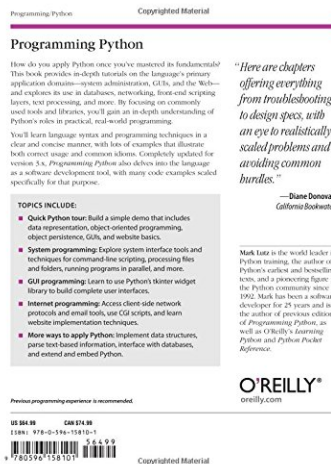 Programming/Python
Copyrighted Material
Programming Python
How do you apply Python once you've mastered its fundamentals?
This book provides in-depth tutorials on the language's primary
application domains—system administration, GUIs, and the Web—
and explores its use in databases, networking, front-end scripting
layers, text processing, and more. By focusing on commonly
used tools and libraries, you'll gain an in-depth understanding of
Python's roles in practical, real-world programming.
You'll learn language syntax and programming techniques in a
clear and concise manner, with lots of examples that illustrate
both correct usage and common idioms. Completely updated for
version 3.x, Programming Python also delves into the language
as a software development tool, with many code examples scaled
specifically for that purpose.
TOPICS INCLUDE:
■ Quick Python tour: Build a simple demo that includes
data representation, object-oriented programming,
object persistence, GUIs, and website basics.
■ System programming: Explore system interface tools and
techniques for command-line scripting, processing files
and folders, running programs in parallel, and more.
■ GUI programming: Learn to use Python's tkinter widget
library to build complete user interfaces.
■ Internet programming: Access client-side network
protocols and email tools, use CGI scripts, and learn
website implementation techniques.
■ More ways to apply Python: Implement data structures,
parse text-based information, interface with databases,
and extend and embed Python.
Previous programming experience is recommended.
US $64.99 CAN $74.99
ISBN: 978-0-596-15810-1
56499
9 780596 158101
"Here are chapters
offering everything
from troubleshooting
to design specs, with
an eye to realistically
scaled problems and
avoiding common
hurdles."
—Diane Donova
California Bookwatc
Mark Lutz is the world leader i
Python training, the author of
Python's earliest and bestsellin
texts, and a pioneering figure
the Python community since
1992. Mark has been a softwar
developer for 25 years and is
the author of previous edition
of Programming Python, as
well as O'Reilly's Learning
Python and Python Pocket
Reference.
O'REILLY®
oreilly.com
Copyrighted Material